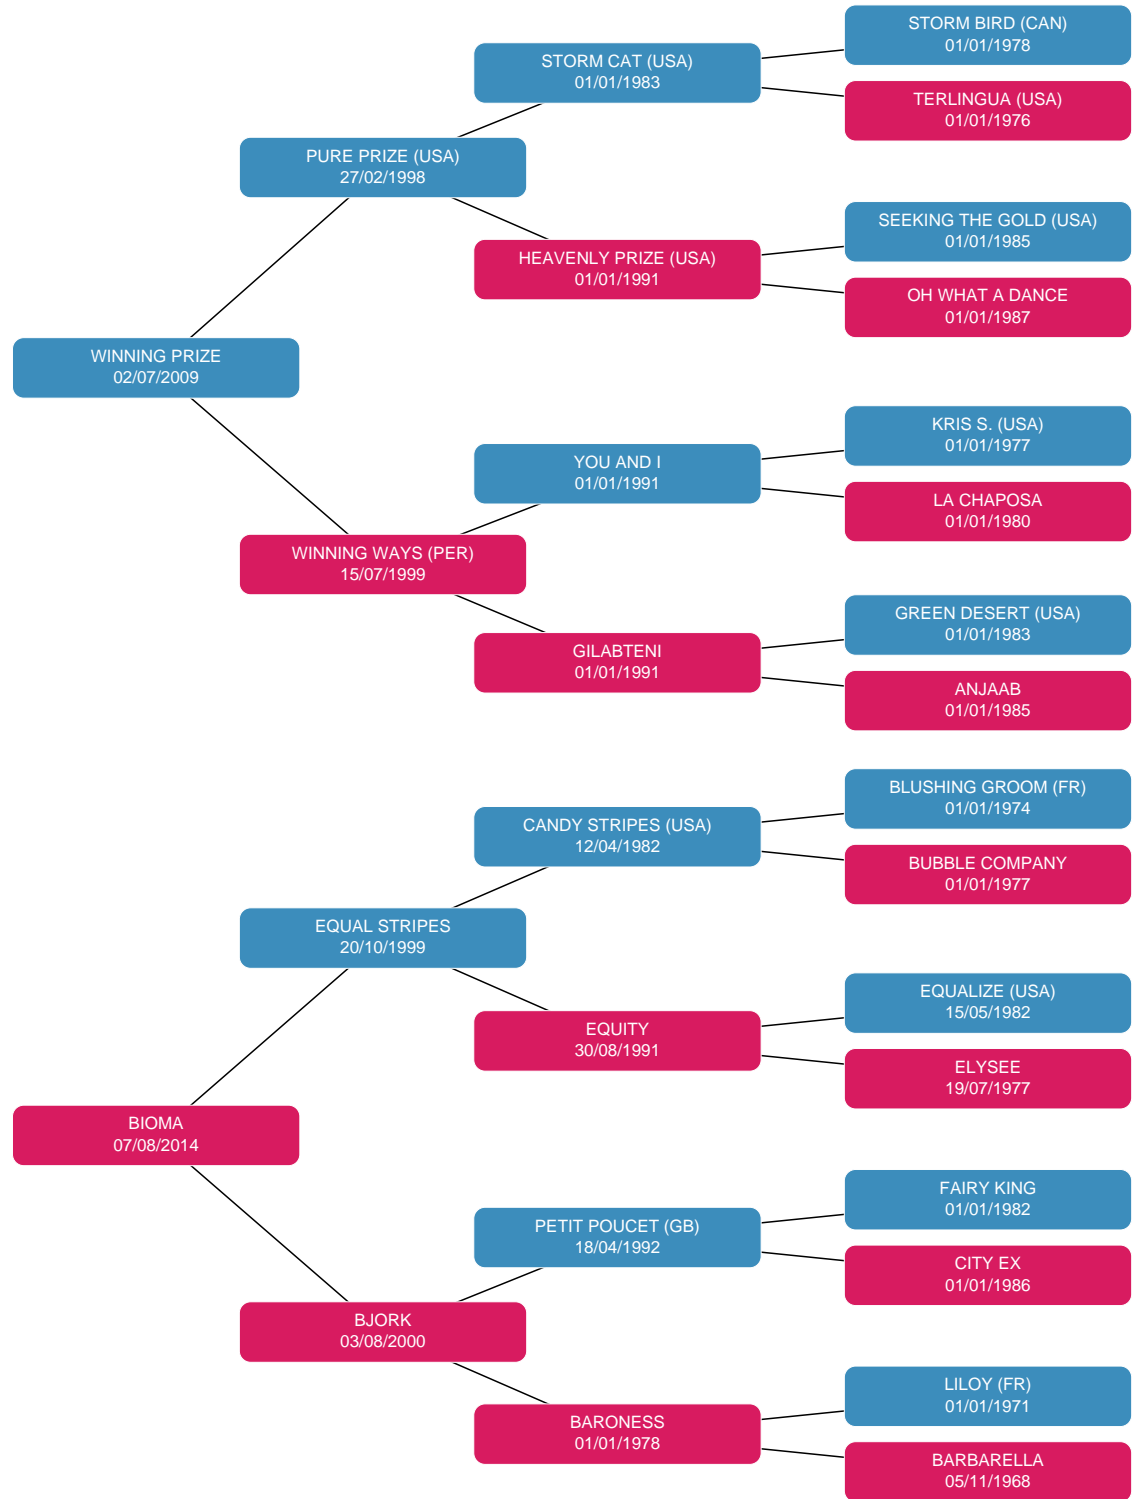 STORM BIRD (CAN)
01/01/1978
STORM CAT (USA)
01/01/1983
TERLINGUA (USA)
01/01/1976
PURE PRIZE (USA)
27/02/1998
SEEKING THE GOLD (USA)
01/01/1985
HEAVENLY PRIZE (USA)
01/01/1991
OH WHAT A DANCE
01/01/1987
WINNING PRIZE
02/07/2009
KRIS S. (USA)
01/01/1977
YOU AND I
01/01/1991
LA CHAPOSA
01/01/1980
WINNING WAYS (PER)
15/07/1999
GREEN DESERT (USA)
01/01/1983
GILABTENI
01/01/1991
ANJAAB
01/01/1985
BLUSHING GROOM (FR)
01/01/1974
CANDY STRIPES (USA)
12/04/1982
BUBBLE COMPANY
01/01/1977
EQUAL STRIPES
20/10/1999
EQUALIZE (USA)
15/05/1982
EQUITY
30/08/1991
ELYSEE
19/07/1977
BIOMA
07/08/2014
FAIRY KING
01/01/1982
PETIT POUCET (GB)
18/04/1992
CITY EX
01/01/1986
BJORK
03/08/2000
LILOY (FR)
01/01/1971
BARONESS
01/01/1978
BARBARELLA
05/11/1968